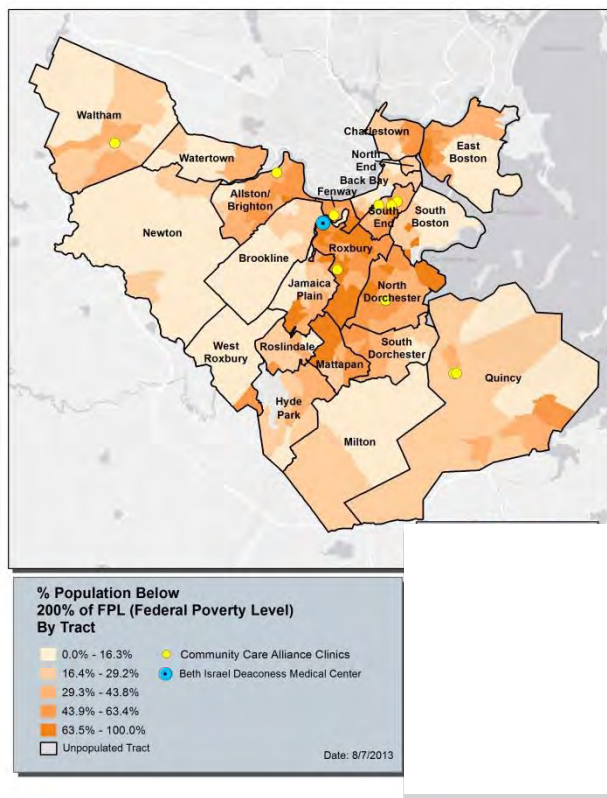 Waltham
Watertown
Charlestown
North
End
East
Boston
Back Bay
Allston/
Brighton
Fenway
South
End
South
Boston
Newton
Roxbury
Brookline
Jamaica
Plain
North
Dorchester
West
Roxbury
Roslindale
South
Dorchester
Mattapan
Quincy
Hyde
Park
Milton
% Population Below
200% of FPL (Federal Poverty Level)
By Tract
0.0% - 16.3%
Community Care Alliance Clinics
16.4% - 29.2%
Beth Israel Deaconess Medical Center
29.3% - 43.8%
43.9% - 63.4%
63.5% - 100.0%
Unpopulated Tract
Date: 8/7/2013